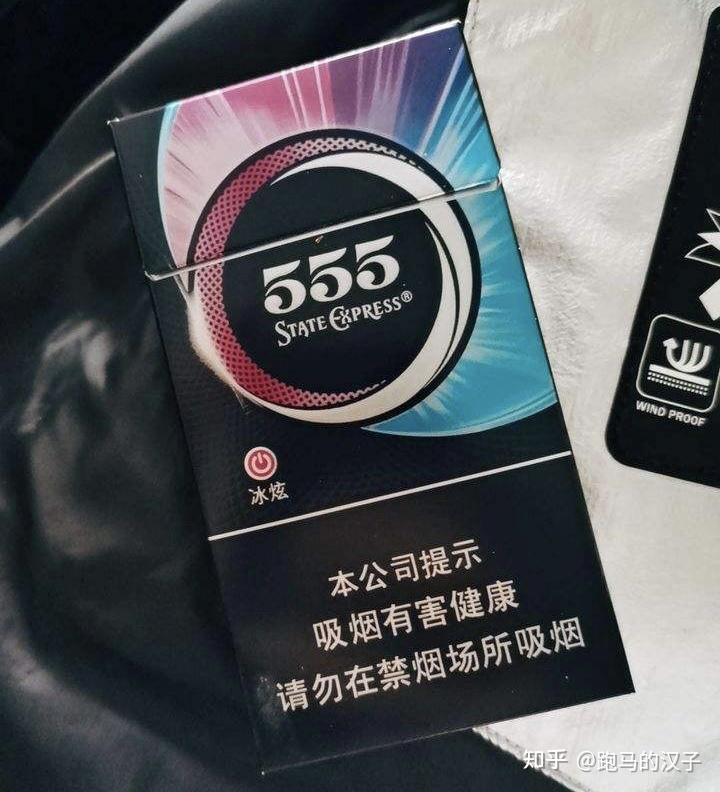 555
STATE EXPRESS®
冰炫
本公司提示
吸烟有害健康
请勿在禁烟场所吸烟
WIND PROOF
知乎 @跑马的汉子